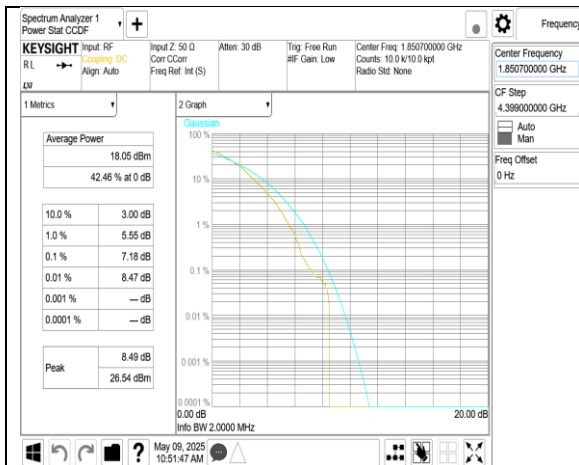 Spectrum Analyzer 1
Power Stat CCDF
Frequency
KEYSIGHT
RL
LXI
Input: RF
Coupling: DC
Align: Auto
Input Z: 50 Ω
Corr CCorr
Freq Ref: Int (S)
Atten: 30 dB
Trig: Free Run
#IF Gain: Low
Center Freq: 1.850700000 GHz
Counts: 10.0 k/10.0 kpt
Radio Std: None
Center Frequency
1.850700000 GHz
CF Step
4.399000000 GHz
Auto
Man
Freq Offset
0 Hz
1 Metrics
Average Power
18.05 dBm
42.46 % at 0 dB
10.0 % 3.00 dB
1.0 % 5.55 dB
0.1 % 7.18 dB
0.01 % 8.47 dB
0.001 % --- dB
0.0001 % --- dB
Peak
8.49 dB
26.54 dBm
2 Graph
Gaussian
100 %
10 %
1 %
0.1 %
0.01 %
0.001 %
0.0001 %
0.00 dB
20.00 dB
Info BW 2.0000 MHz
?
May 09, 2025
10:51:47 AM